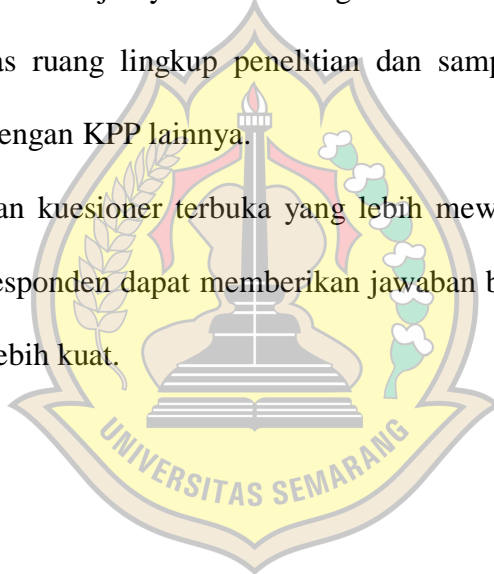 as ruang lingkup penelitian dan samp
engan KPP lainnya.
an kuesioner terbuka yang lebih mew
esponden dapat memberikan jawaban b
ebih kuat.
UNIVERSITAS SEMARANG